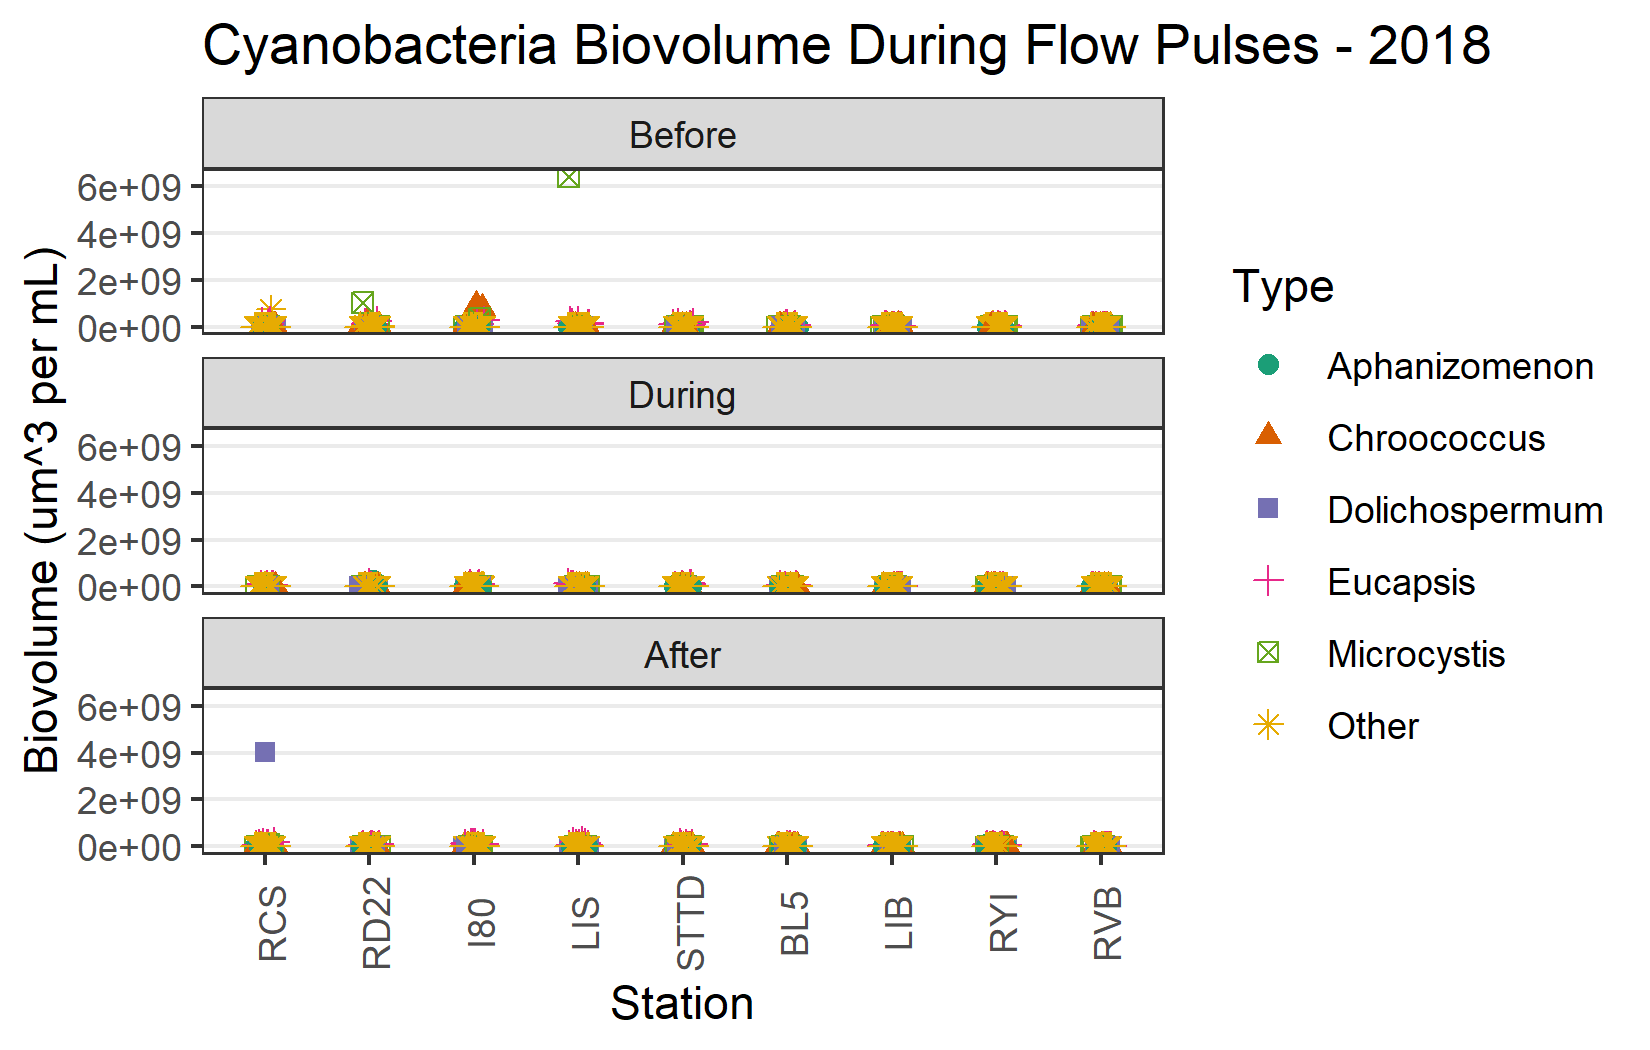 Cyanobacteria Biovolume During Flow Pulses - 2018
Biovolume (um^3 per mL)
Before
6e+09
4e+09
2e+09
0e+00
During
6e+09
4e+09
2e+09
0e+00
After
6e+09
4e+09
2e+09
0e+00
RCS
RD22
I80
LIS
STTD
BL5
LIB
RYI
RVB
Station
Type
Aphanizomenon
Chroococcus
Dolichospermum
Eucapsis
Microcystis
Other